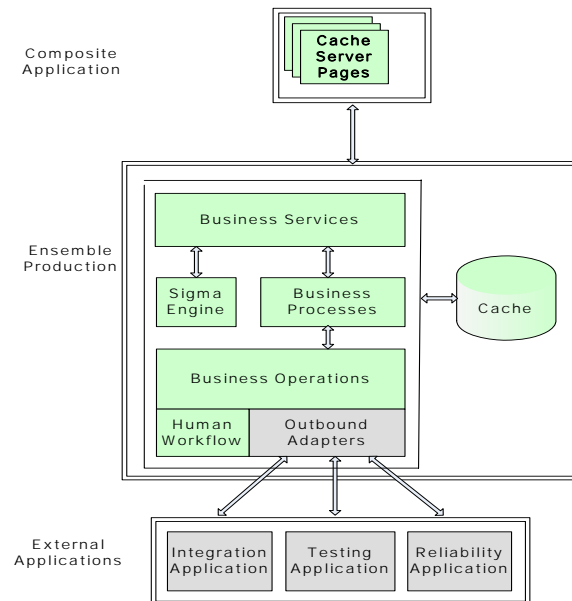 Composite
Application
Cache
Server
Pages
Ensemble
Production
Business Services
Sigma
Engine
Business
Processes
Cache
Business Operations
Human
Workflow
Outbound
Adapters
External
Applications
Integration
Application
Testing
Application
Reliability
Application